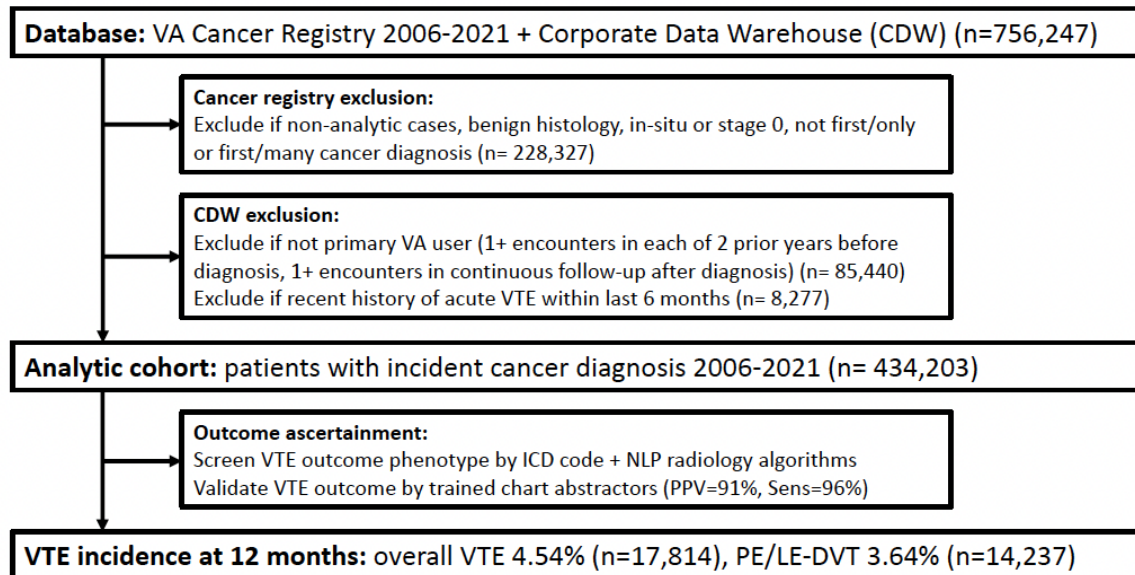 Database: VA Cancer Registry 2006-2021 + Corporate Data Warehouse (CDW) (n=756,247)
Cancer registry exclusion:
Exclude if non-analytic cases, benign histology, in-situ or stage 0, not first/only
or first/many cancer diagnosis (n= 228,327)
CDW exclusion:
Exclude if not primary VA user (1+ encounters in each of 2 prior years before
diagnosis, 1+ encounters in continuous follow-up after diagnosis) (n= 85,440)
Exclude if recent history of acute VTE within last 6 months (n= 8,277)
Analytic cohort: patients with incident cancer diagnosis 2006-2021 (n= 434,203)
Outcome ascertainment:
Screen VTE outcome phenotype by ICD code + NLP radiology algorithms
Validate VTE outcome by trained chart abstractors (PPV=91%, Sens=96%)
VTE incidence at 12 months: overall VTE 4.54% (n=17,814), PE/LE-DVT 3.64% (n=14,237)